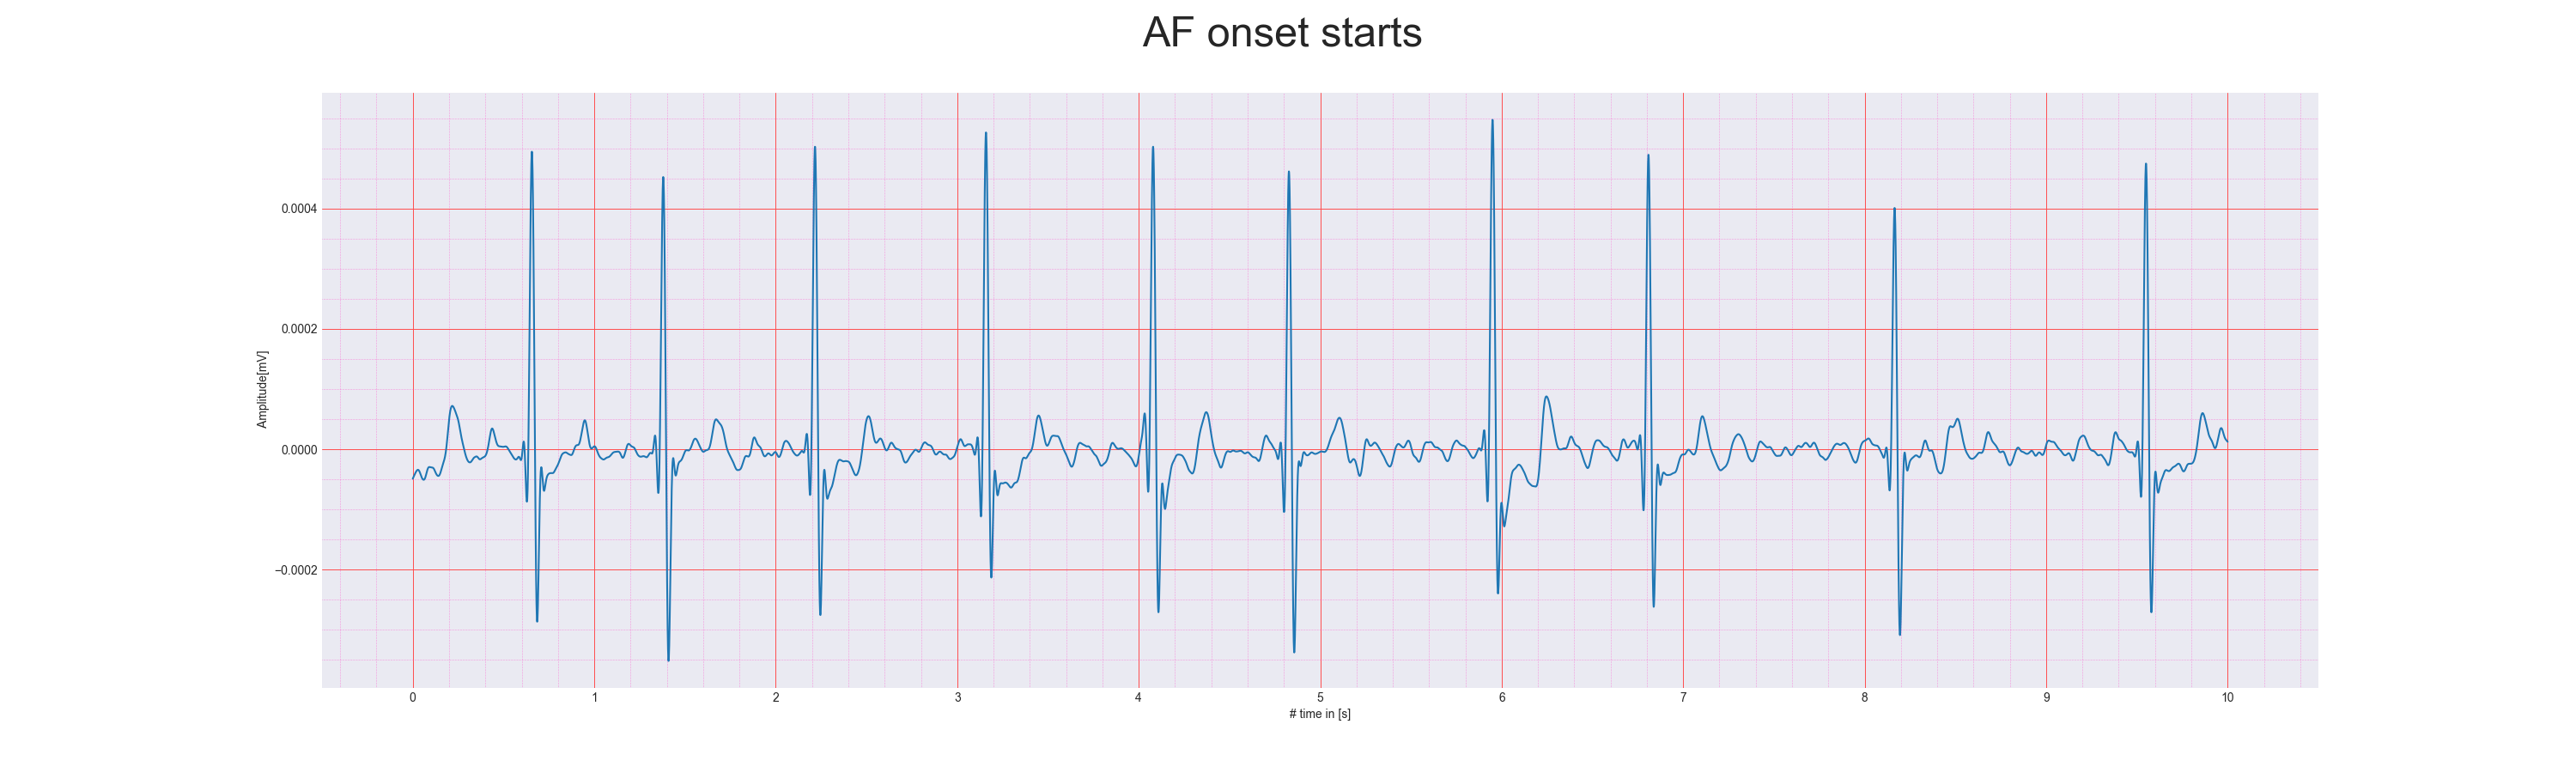 AF onset starts
0.0004
0.0002
0.0000
−0.0002
Amplitude[mV]
0 1 2 3 4 5 6 7 8 9 10
# time in [s]